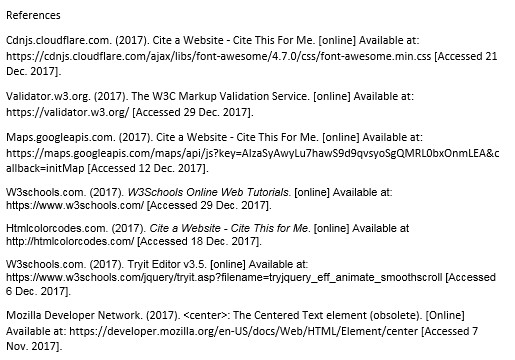 References
Cdnjs.cloudflare.com. (2017). Cite a Website - Cite This For Me. [online] Available at:
https://cdnjs.cloudflare.com/ajax/libs/font-awesome/4.7.0/css/font-awesome.min.css [Accessed 21
Dec. 2017].
Validator.w3.org. (2017). The W3C Markup Validation Service. [online] Available at:
https://validator.w3.org/ [Accessed 29 Dec. 2017].
Maps.googleapis.com. (2017). Cite a Website - Cite This For Me. [online] Available at:
https://maps.googleapis.com/maps/api/js?key=AIzaSyAwyLu7hawS9d9qvsyoSgQMRL0bxOnmLEA&c
allback=initMap [Accessed 12 Dec. 2017].
W3schools.com. (2017). W3Schools Online Web Tutorials. [online] Available at:
https://www.w3schools.com/ [Accessed 29 Dec. 2017].
Htmlcolorcodes.com. (2017). Cite a Website - Cite This for Me. [online] Available at
http://htmlcolorcodes.com/ [Accessed 18 Dec. 2017].
W3schools.com. (2017). Tryit Editor v3.5. [online] Available at:
https://www.w3schools.com/jquery/tryit.asp?filename=tryjquery_eff_animate_smoothscroll [Accessed
6 Dec. 2017].
Mozilla Developer Network. (2017). <center>: The Centered Text element (obsolete). [Online]
Available at: https://developer.mozilla.org/en-US/docs/Web/HTML/Element/center [Accessed 7
Nov. 2017].